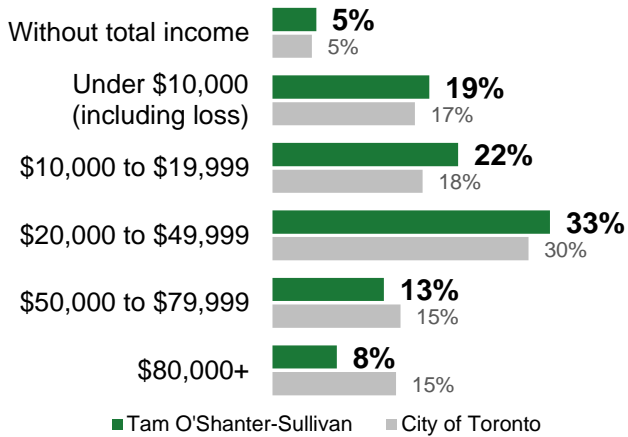 Without total income
5%
5%
Under $10,000
(including loss)
19%
17%
$10,000 to $19,999
22%
18%
$20,000 to $49,999
33%
30%
$50,000 to $79,999
13%
15%
$80,000+
8%
15%
Tam O'Shanter-Sullivan
City of Toronto